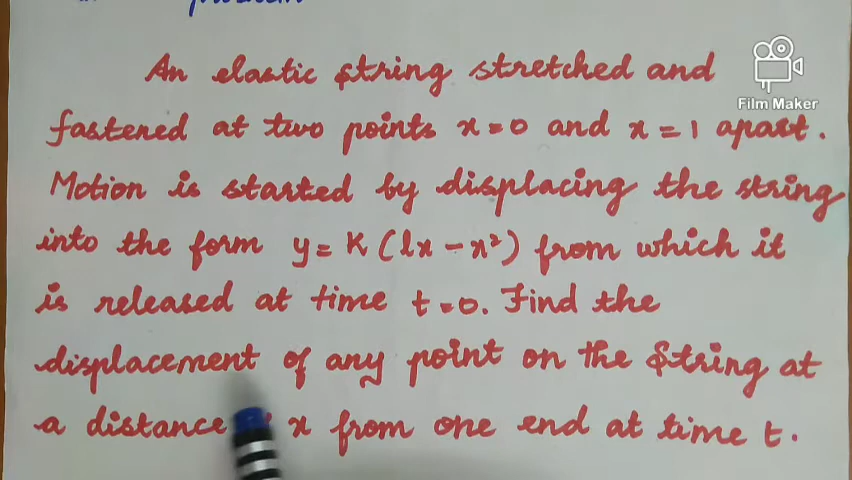 problem
An elastic string stretched and
Film Maker
fastened at two points x=0 and x=1 apart.
Motion is started by displacing the string
into the form y=K(lx-x²) from which it
is released at time t=0. Find the
displacement of any point on the string at
a distance x from one end at time t.